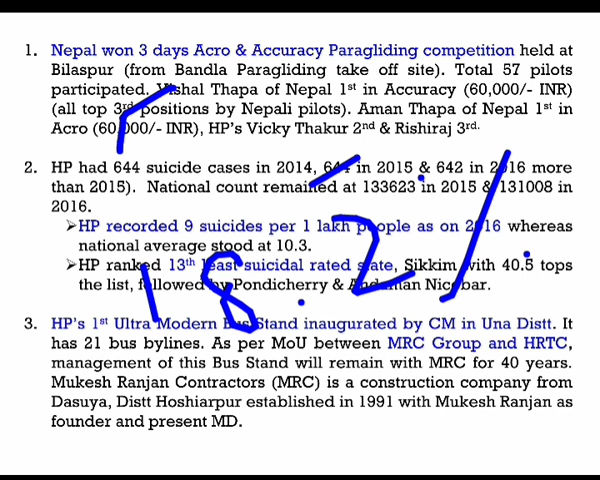 1. Nepal won 3 days Acro & Accuracy Paragliding competition held at
Bilaspur (from Bandla Paragliding take off site). Total 57 pilots
participated. Vishal Thapa of Nepal 1st in Accuracy (60,000/- INR)
(all top 3rd positions by Nepali pilots). Aman Thapa of Nepal 1st in
Acro (60,000/- INR), HP's Vicky Thakur 2nd & Rishiraj 3rd.
2. HP had 644 suicide cases in 2014, in 2015 & 642 in 2016 more
than 2015). National count remained at 133623 in 2015 & 131008 in
2016.
➢HP recorded 9 suicides per 1 lakh people as on 2016 whereas
national average stood at 10.3.
➢HP ranked 13th least suicidal rated state, Sikkim with 40.5 tops
the list, followed by Pondicherry & Andaman Nicobar.
18.21.
3. HP's 1st Ultra Modern Bus Stand inaugurated by CM in Una Distt. It
has 21 bus bylines. As per MoU between MRC Group and HRTC,
management of this Bus Stand will remain with MRC for 40 years.
Mukesh Ranjan Contractors (MRC) is a construction company from
Dasuya, Distt Hoshiarpur established in 1991 with Mukesh Ranjan as
founder and present MD.